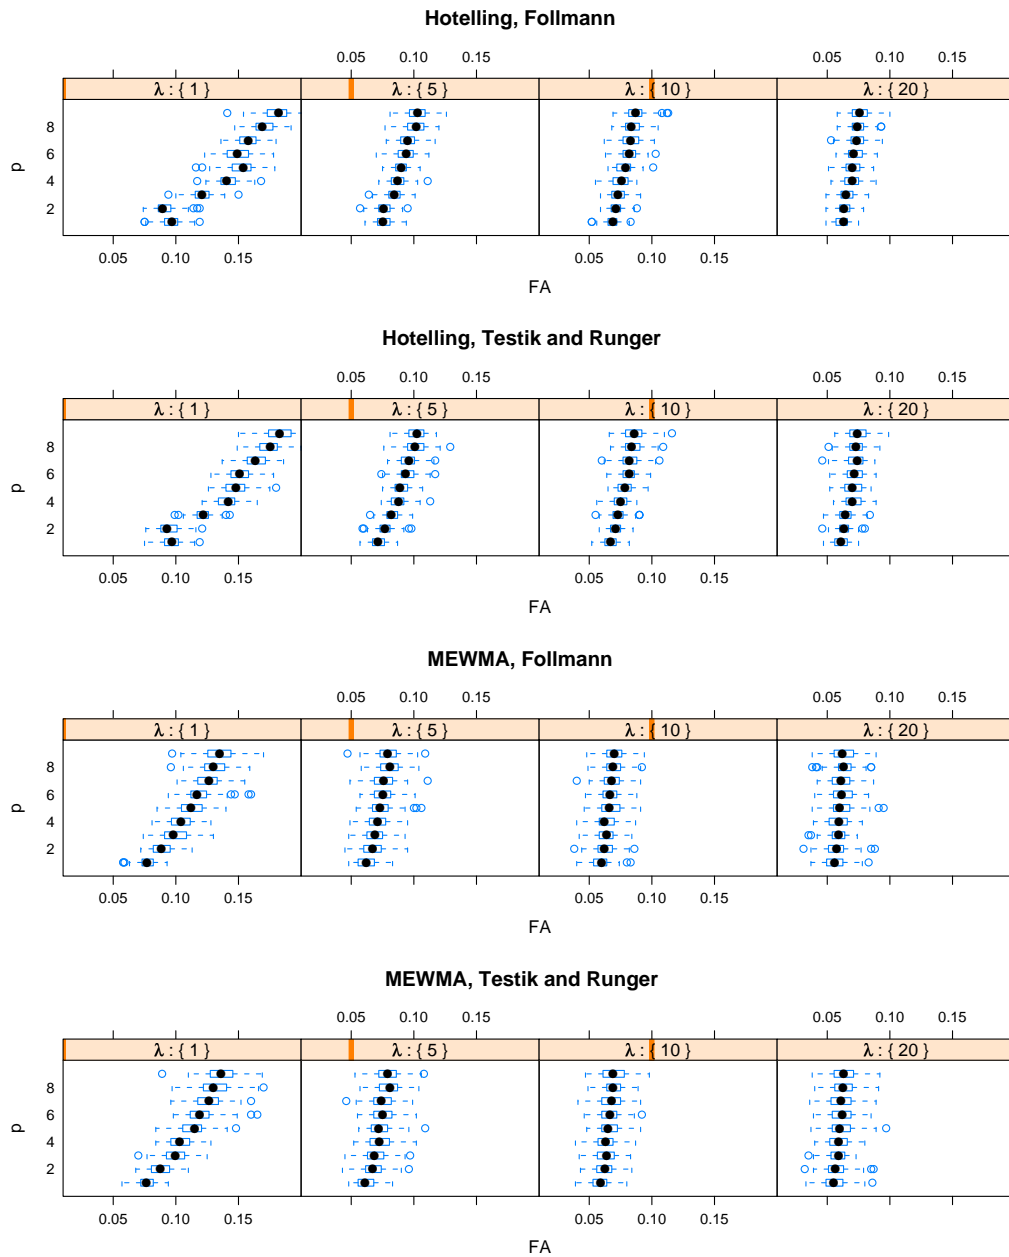 Hotelling, Follmann
0.05 0.10 0.15 0.05 0.10 0.15
λ : { 1 } λ : { 5 } λ : { 10 } λ : { 20 }
8
6
p
4
2
0.05 0.10 0.15 0.05 0.10 0.15
FA
Hotelling, Testik and Runger
0.05 0.10 0.15 0.05 0.10 0.15
λ : { 1 } λ : { 5 } λ : { 10 } λ : { 20 }
8
6
p
4
2
0.05 0.10 0.15 0.05 0.10 0.15
FA
MEWMA, Follmann
0.05 0.10 0.15 0.05 0.10 0.15
λ : { 1 } λ : { 5 } λ : { 10 } λ : { 20 }
8
6
p
4
2
0.05 0.10 0.15 0.05 0.10 0.15
FA
MEWMA, Testik and Runger
0.05 0.10 0.15 0.05 0.10 0.15
λ : { 1 } λ : { 5 } λ : { 10 } λ : { 20 }
8
6
p
4
2
0.05 0.10 0.15 0.05 0.10 0.15
FA